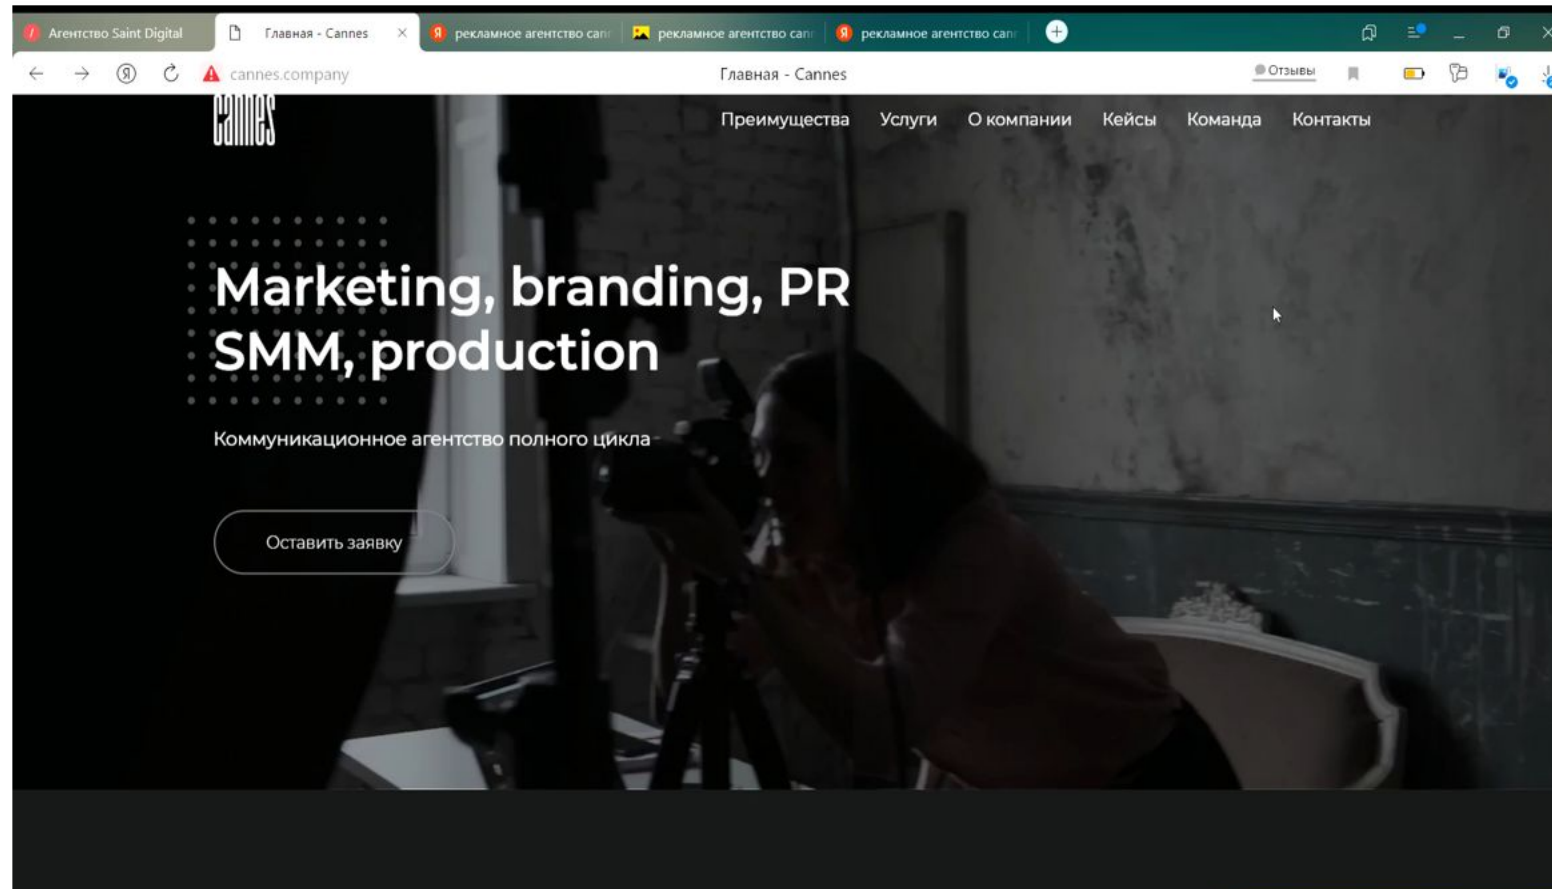 Агентство Saint Digital
Главная - Cannes
рекламное агентство can
рекламное агентство can
рекламное агентство can
cannes.company
Главная - Cannes
Отзывы
cannes
Преимущества Услуги О компании Кейсы Команда Контакты
Marketing, branding, PR
SMM, production
Коммуникационное агентство полного цикла
Оставить заявку